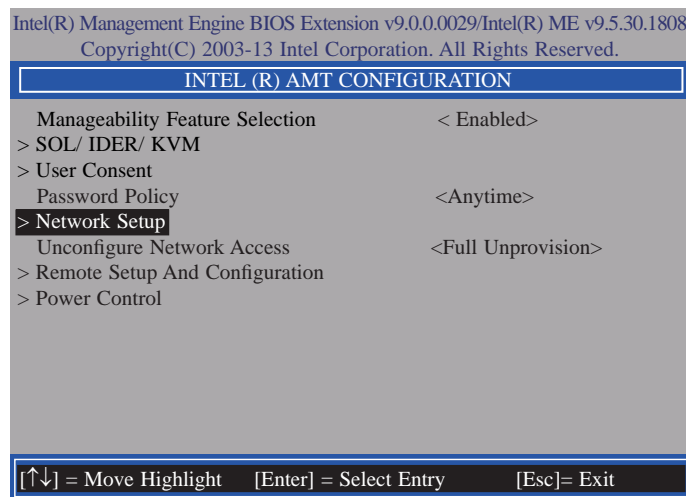 Intel(R) Management Engine BIOS Extension v9.0.0.0029/Intel(R) ME v9.5.30.1808
Copyright(C) 2003-13 Intel Corporation. All Rights Reserved.
INTEL (R) AMT CONFIGURATION
Manageability Feature Selection < Enabled>
> SOL/ IDER/ KVM
> User Consent
Password Policy <Anytime>
> Network Setup
Unconfigure Network Access <Full Unprovision>
> Remote Setup And Configuration
> Power Control
[↑↓] = Move Highlight [Enter] = Select Entry [Esc]= Exit